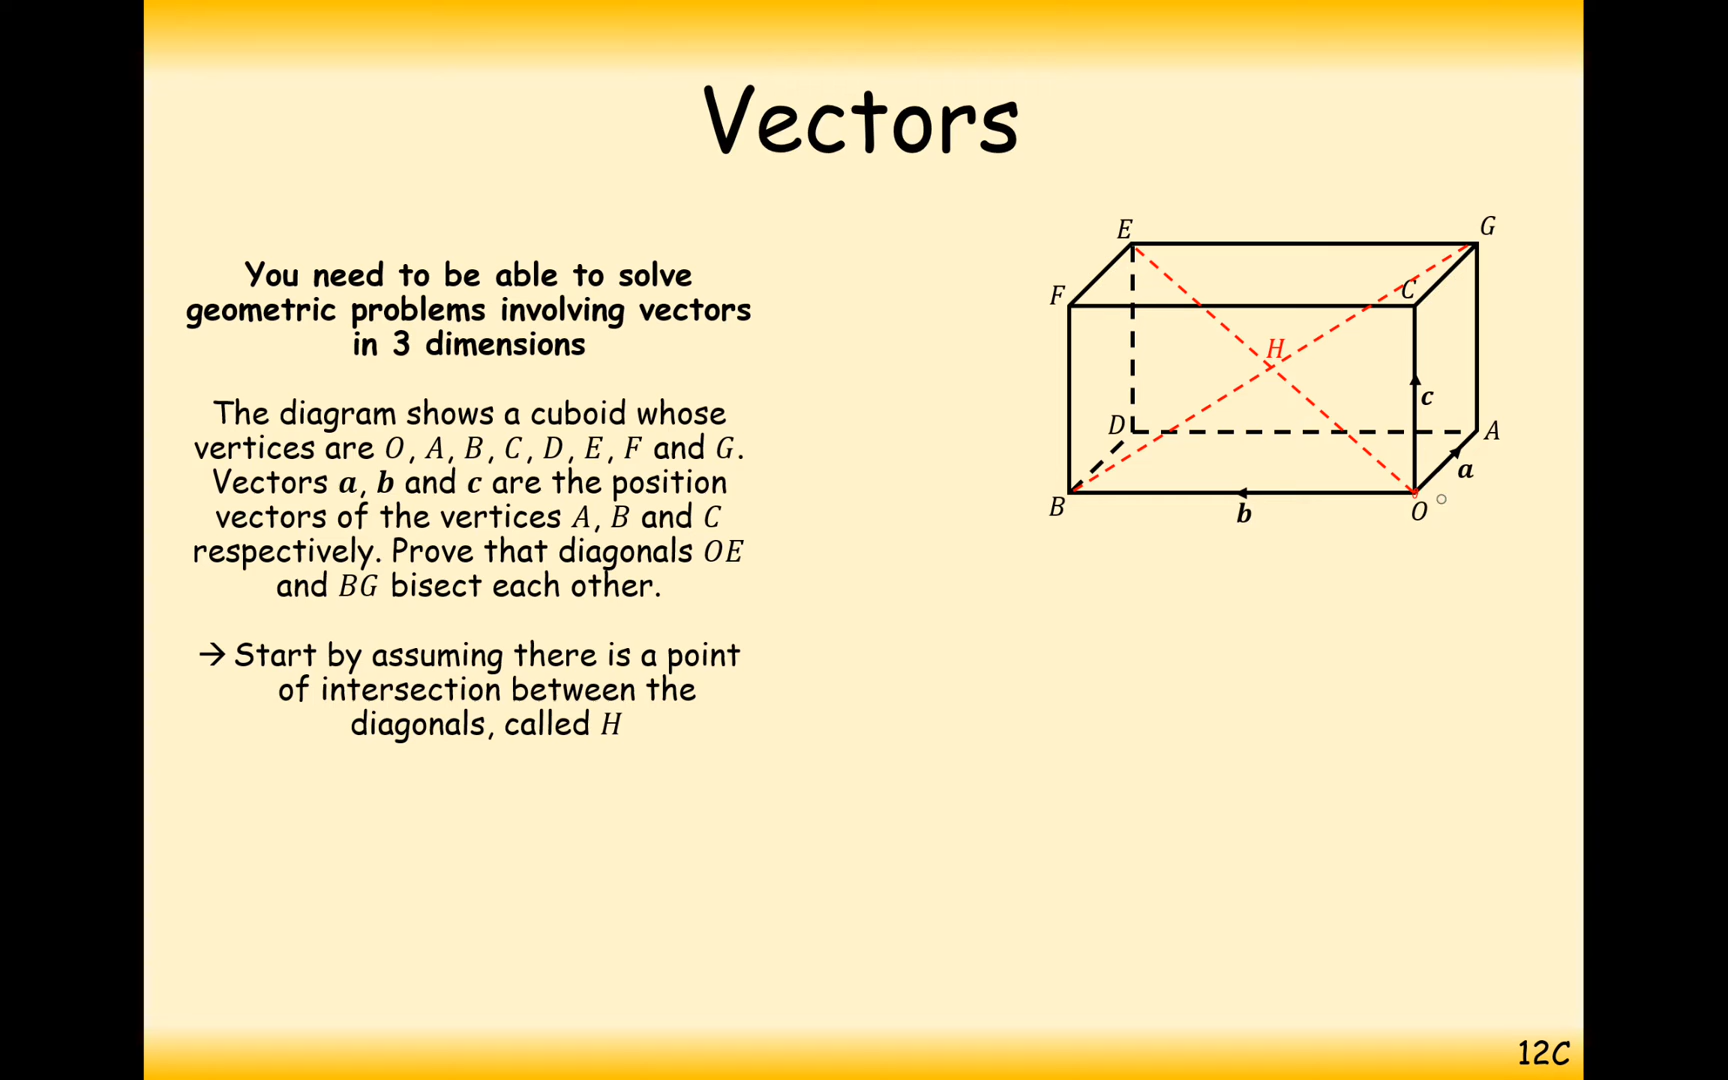 Vectors
You need to be able to solve
geometric problems involving vectors
in 3 dimensions
The diagram shows a cuboid whose
vertices are O, A, B, C, D, E, F and G.
Vectors a, b and c are the position
vectors of the vertices A, B and C
respectively. Prove that diagonals OE
and BG bisect each other.
→ Start by assuming there is a point
of intersection between the
diagonals, called H
E
G
F
C
H
c
D
A
a
B
b
O
12C